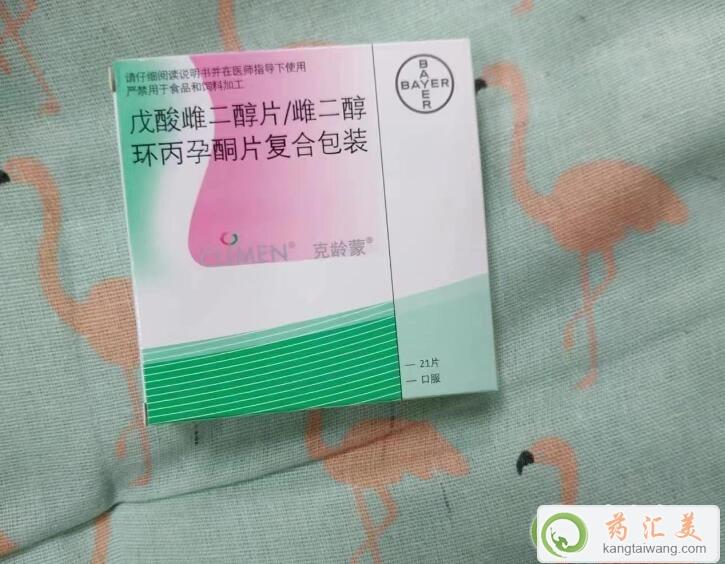 请仔细阅读说明书并在医师指导下使用
严禁用于食品和饲料加工
戊酸雌二醇片/雌二醇
环丙孕酮片复合包装
CLIMEN® 克龄蒙®
BAYER
BAYER
— 21片
— 口服
药汇美
kangtaiwang.com